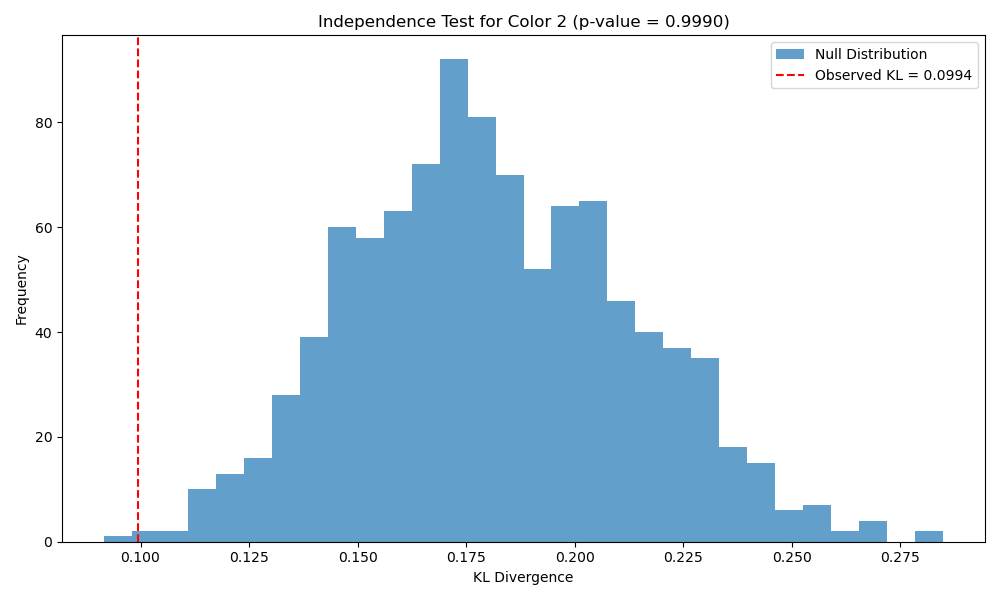 Independence Test for Color 2 (p-value = 0.9990)
Null Distribution
Observed KL = 0.0994
Frequency
80
60
40
20
0
0.100 0.125 0.150 0.175 0.200 0.225 0.250 0.275
KL Divergence